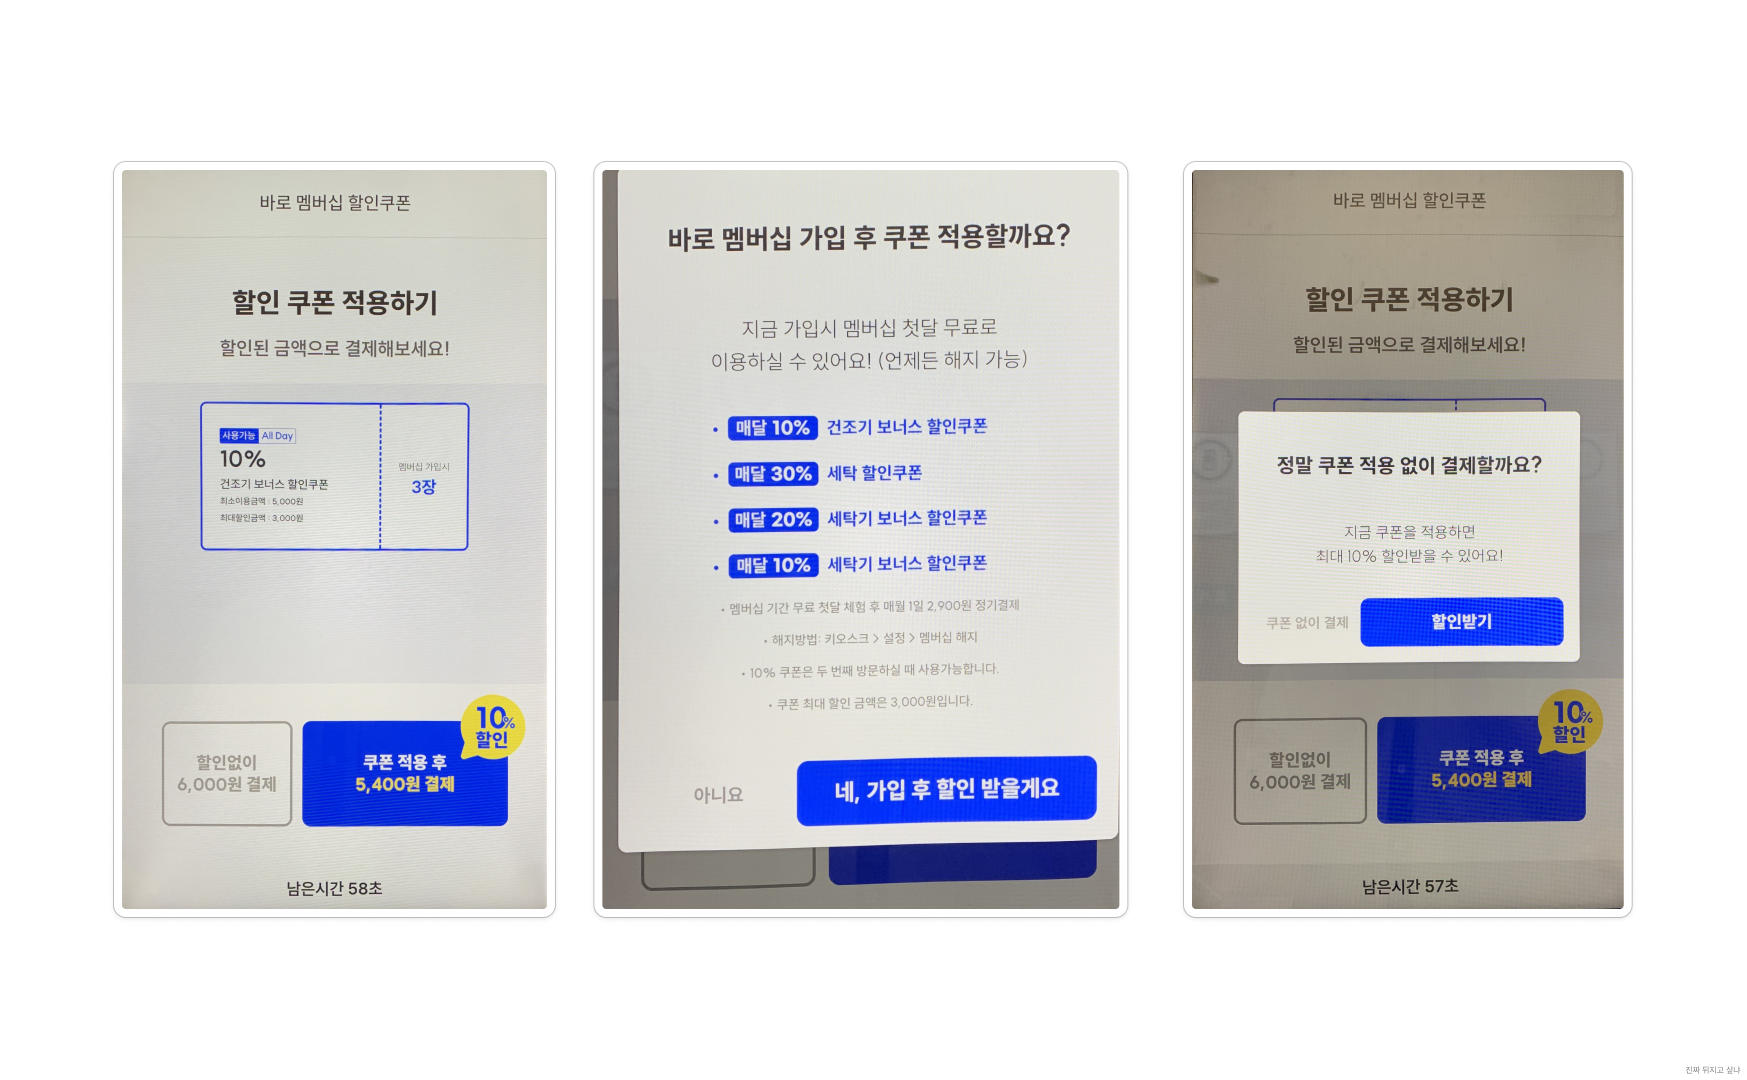 바로 멤버십 할인쿠폰
할인 쿠폰 적용하기
할인된 금액으로 결제해보세요!
사용가능 All Day
10%
건조기 보너스 할인쿠폰
최소이용금액 : 5,000원
최대할인금액 : 3,000원
멤버십 가입시
3장
10%
할인
할인없이
6,000원 결제
쿠폰 적용 후
5,400원 결제
남은시간 58초
바로 멤버십 가입 후 쿠폰 적용할까요?
지금 가입시 멤버십 첫달 무료로
이용하실 수 있어요! (언제든 해지 가능)
• 매달 10% 건조기 보너스 할인쿠폰
• 매달 30% 세탁 할인쿠폰
• 매달 20% 세탁기 보너스 할인쿠폰
• 매달 10% 세탁기 보너스 할인쿠폰
• 멤버십 기간 무료 첫달 체험 후 매월 1일 2,900원 정기결제
• 해지방법: 키오스크 > 설정 > 멤버십 해지
• 10% 쿠폰은 두 번째 방문하실 때 사용가능합니다.
• 쿠폰 최대 할인 금액은 3,000원입니다.
아니요
네, 가입 후 할인 받을게요
바로 멤버십 할인쿠폰
할인 쿠폰 적용하기
할인된 금액으로 결제해보세요!
정말 쿠폰 적용 없이 결제할까요?
지금 쿠폰을 적용하면
최대 10% 할인받을 수 있어요!
쿠폰 없이 결제
할인받기
10%
할인
할인없이
6,000원 결제
쿠폰 적용 후
5,400원 결제
남은시간 57초
진짜 뒤지고 싶냐